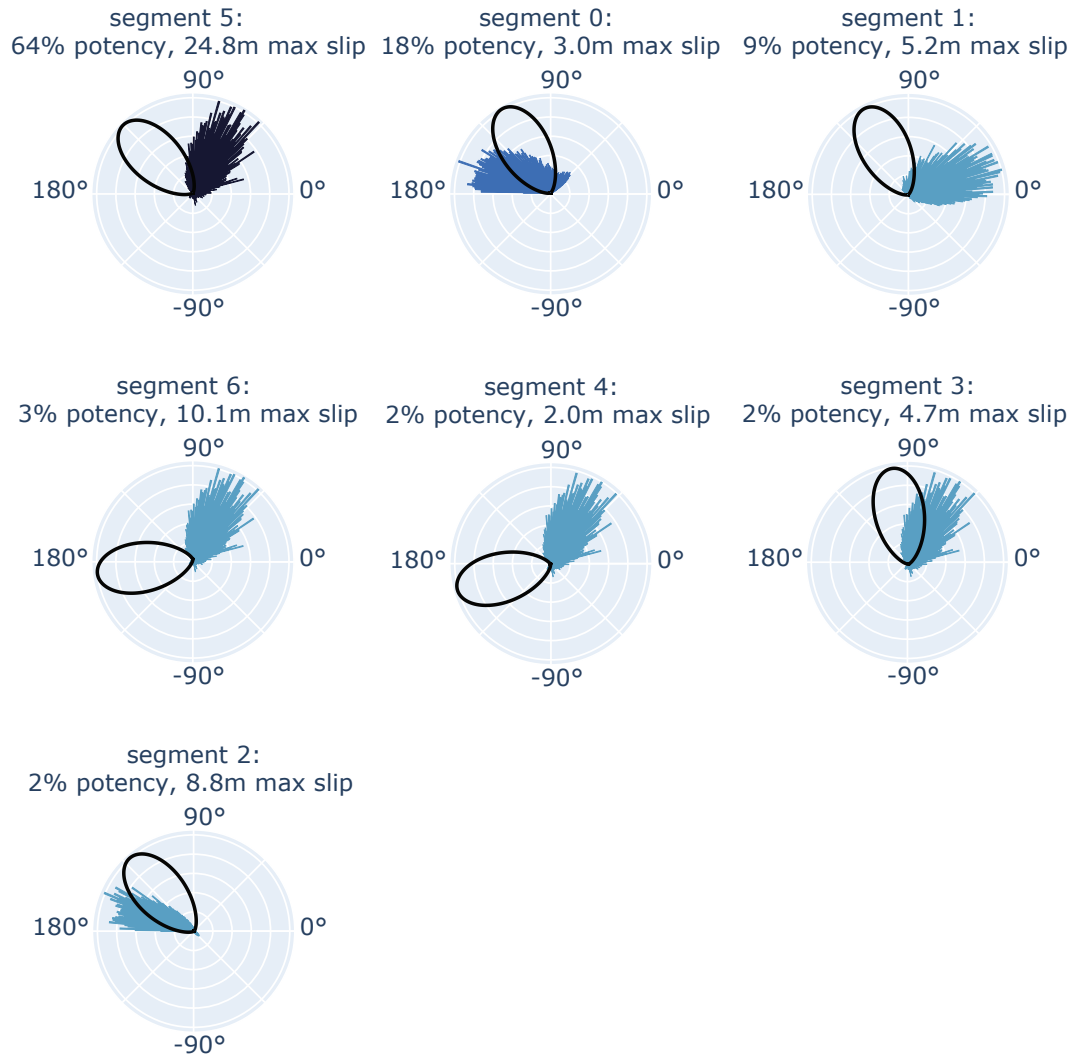 segment 5:
64% potency, 24.8m max slip
90°
180°
0°
-90°
segment 0:
18% potency, 3.0m max slip
90°
180°
0°
-90°
segment 1:
9% potency, 5.2m max slip
90°
180°
0°
-90°
segment 6:
3% potency, 10.1m max slip
90°
180°
0°
-90°
segment 4:
2% potency, 2.0m max slip
90°
180°
0°
-90°
segment 3:
2% potency, 4.7m max slip
90°
180°
0°
-90°
segment 2:
2% potency, 8.8m max slip
90°
180°
0°
-90°